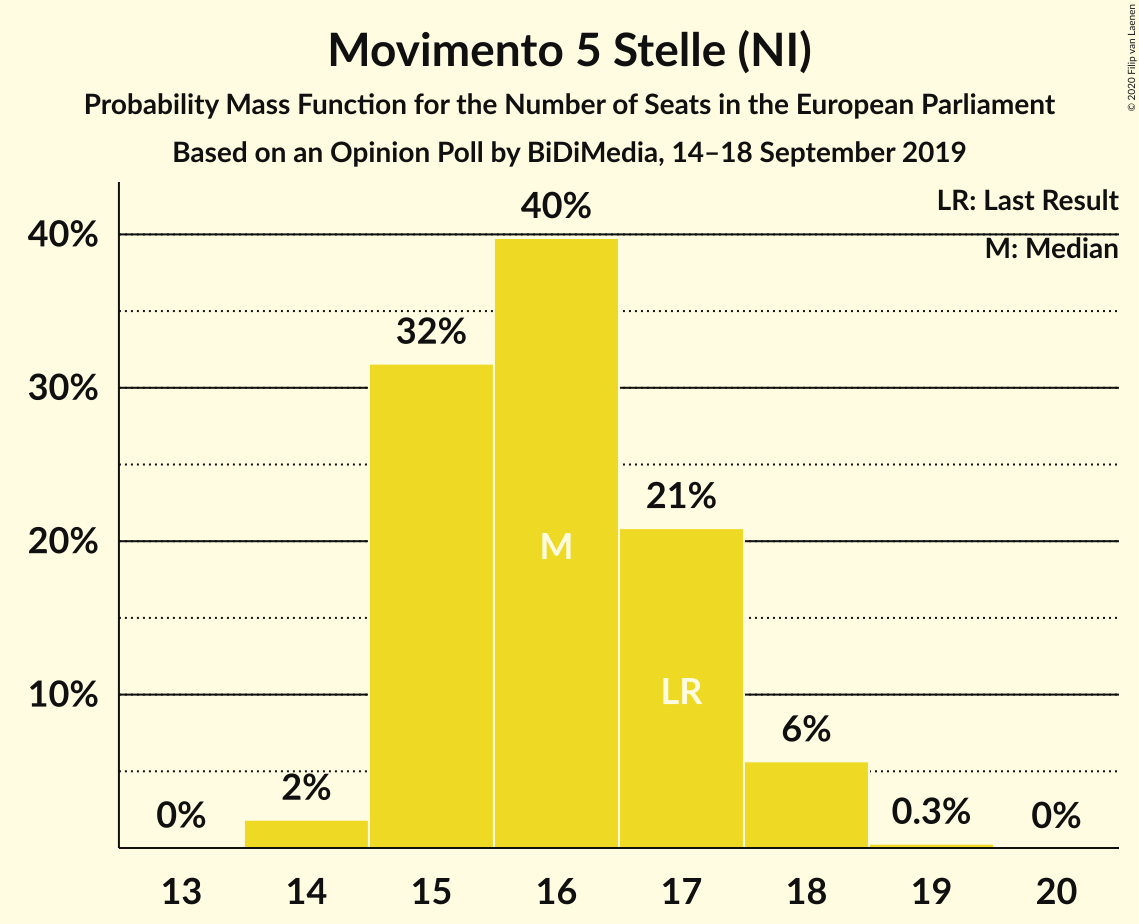 Movimento 5 Stelle (NI)
Probability Mass Function for the Number of Seats in the European Parliament
Based on an Opinion Poll by BiDiMedia, 14–18 September 2019
© 2020 Filip van Laenen
LR: Last Result
M: Median
40%
30%
20%
10%
0%
2%
32%
40%
21%
6%
0.3%
0%
M
LR
13 14 15 16 17 18 19 20